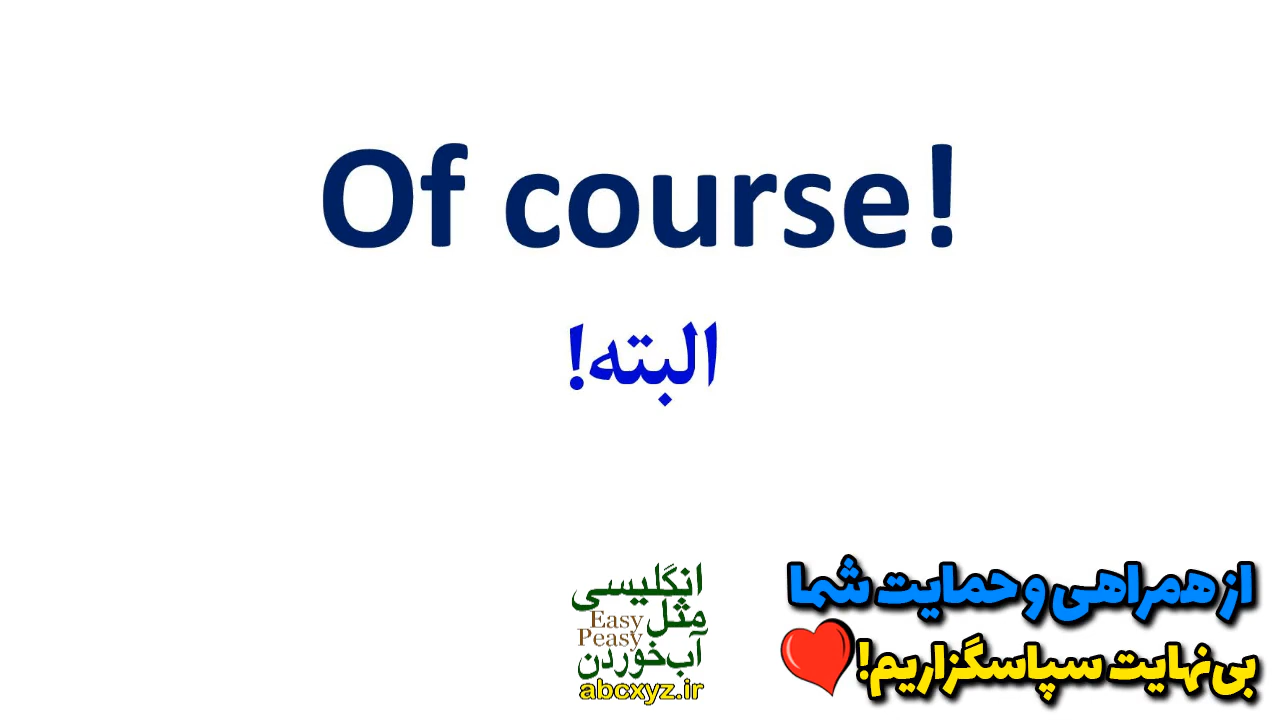 Of course!
البته!
انگلیسی
مثل
Easy
Peasy
آب‌خوردن
abcxyz.ir
از همراهی و حمایت شما
بی‌نهایت سپاسگزاریم!